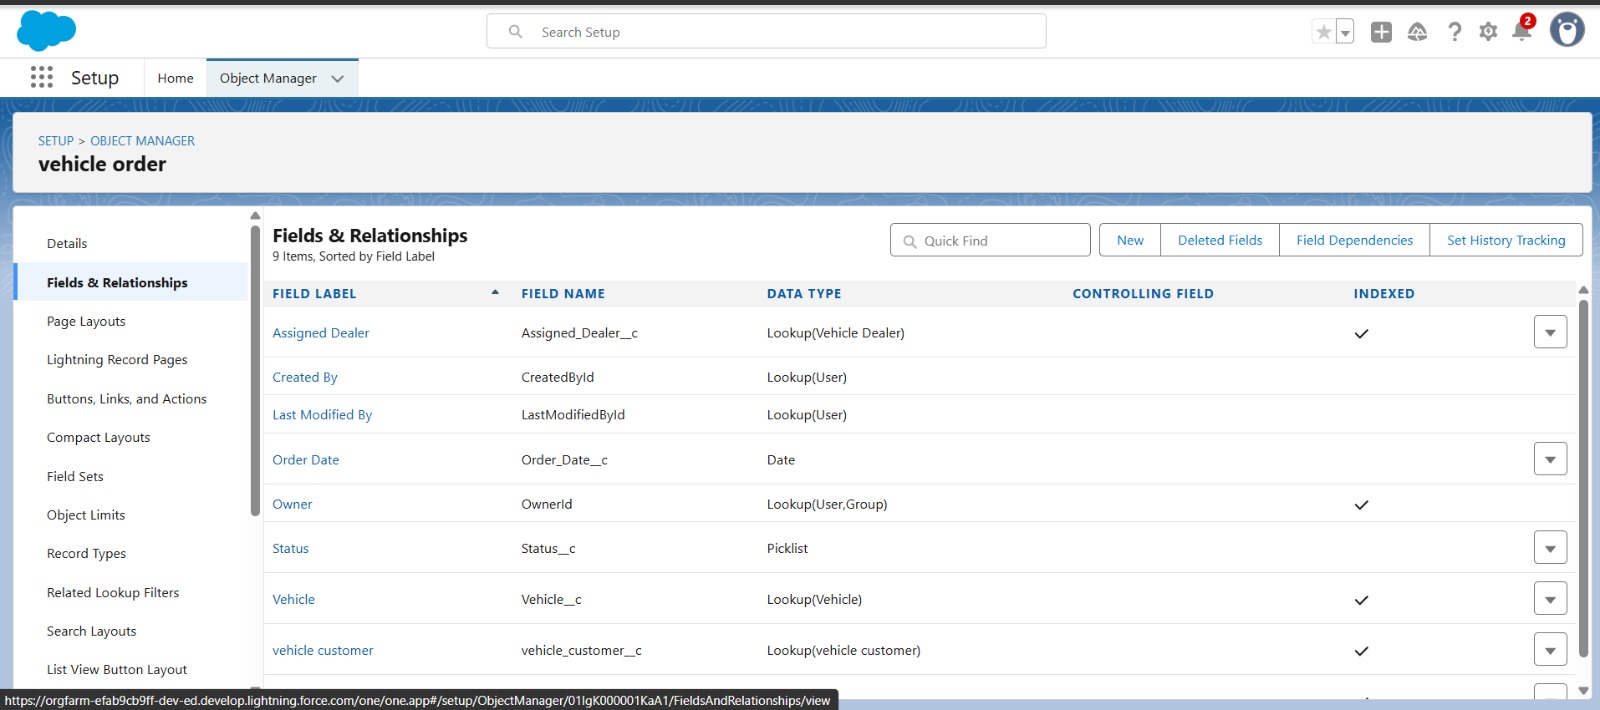 Search Setup
2
Setup
Home
Object Manager
SETUP > OBJECT MANAGER
vehicle order
Details
Fields & Relationships
Page Layouts
Lightning Record Pages
Buttons, Links, and Actions
Compact Layouts
Field Sets
Object Limits
Record Types
Related Lookup Filters
Search Layouts
List View Button Layout
Fields & Relationships
9 Items, Sorted by Field Label
Quick Find
New
Deleted Fields
Field Dependencies
Set History Tracking
FIELD LABEL FIELD NAME DATA TYPE CONTROLLING FIELD INDEXED
Assigned Dealer Assigned_Dealer__c Lookup(Vehicle Dealer)
Created By CreatedById Lookup(User)
Last Modified By LastModifiedById Lookup(User)
Order Date Order_Date__c Date
Owner OwnerId Lookup(User,Group)
Status Status__c Picklist
Vehicle Vehicle__c Lookup(Vehicle)
vehicle customer vehicle_customer__c Lookup(vehicle customer)
https://orgfarm-efab9cb9ff-dev-ed.develop.lightning.force.com/one/one.app#/setup/ObjectManager/01IgK000001KaA1/FieldsAndRelationships/view